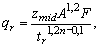 q_r = \frac{z_{mid} A^{1,2} F}{t_r^{1,2n-0,1}},